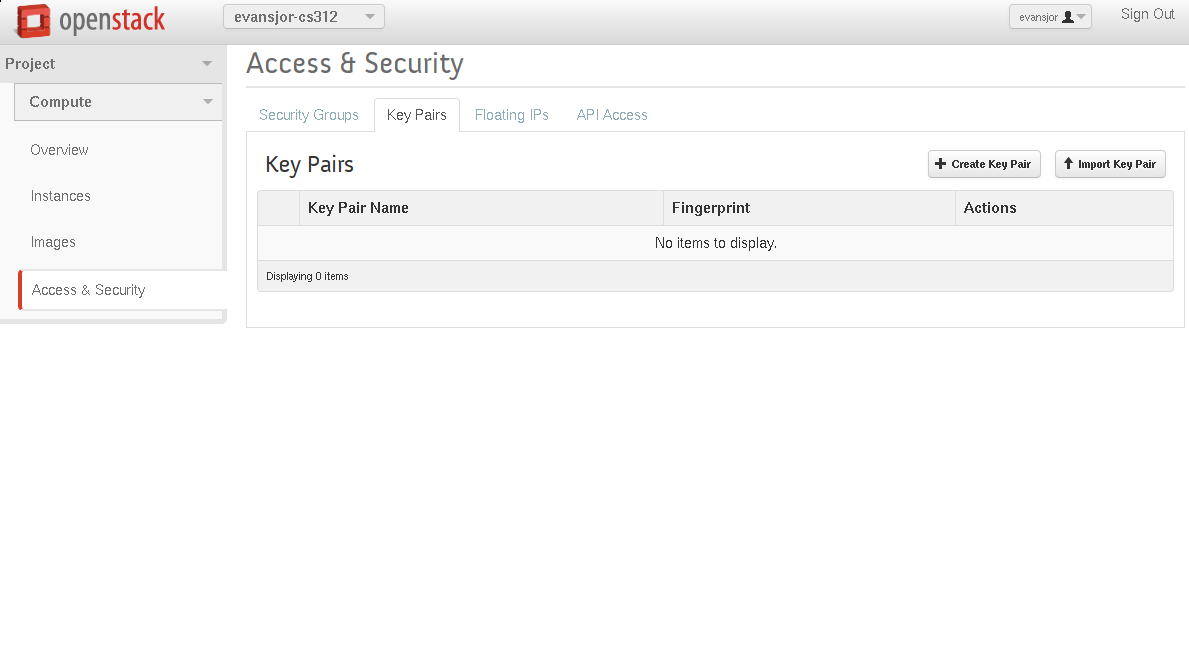 openstack evansjor-cs312 evansjor Sign Out
Project
Compute
Overview
Instances
Images
Access & Security
Access & Security
Security Groups Key Pairs Floating IPs API Access
Key Pairs Create Key Pair Import Key Pair
Key Pair Name Fingerprint Actions
No items to display.
Displaying 0 items